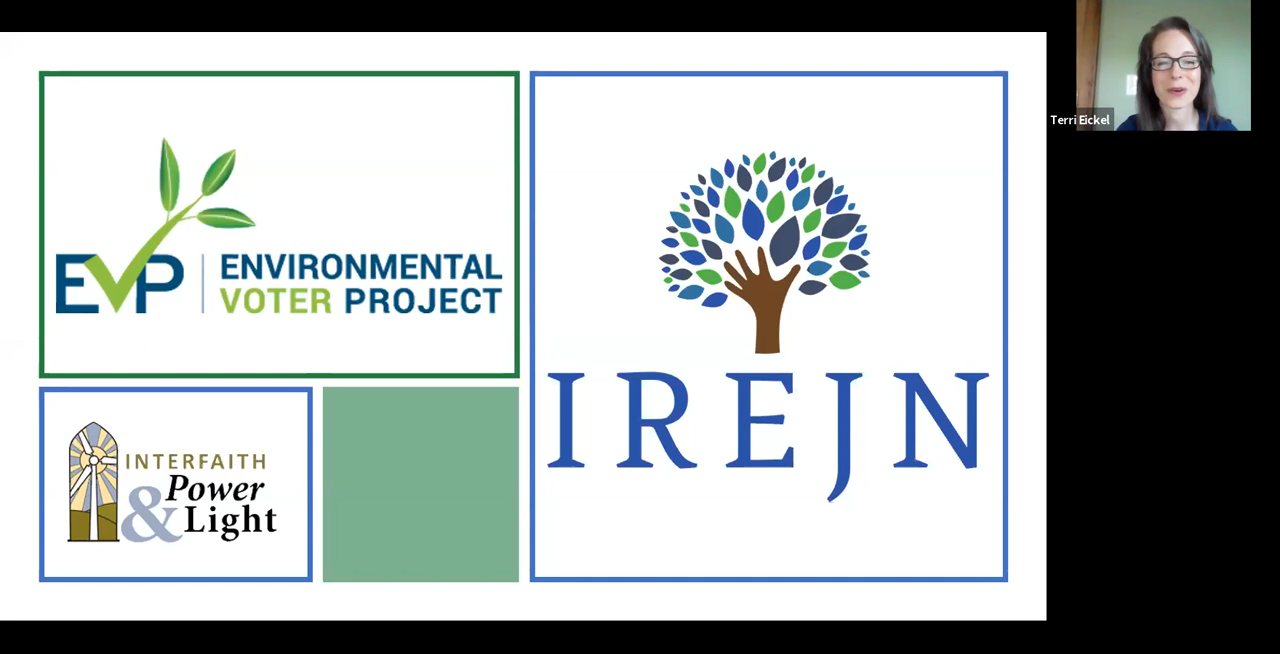 EVP
ENVIRONMENTAL
VOTER PROJECT
INTERFAITH
Power
& Light
IREJN
Terri Eickel